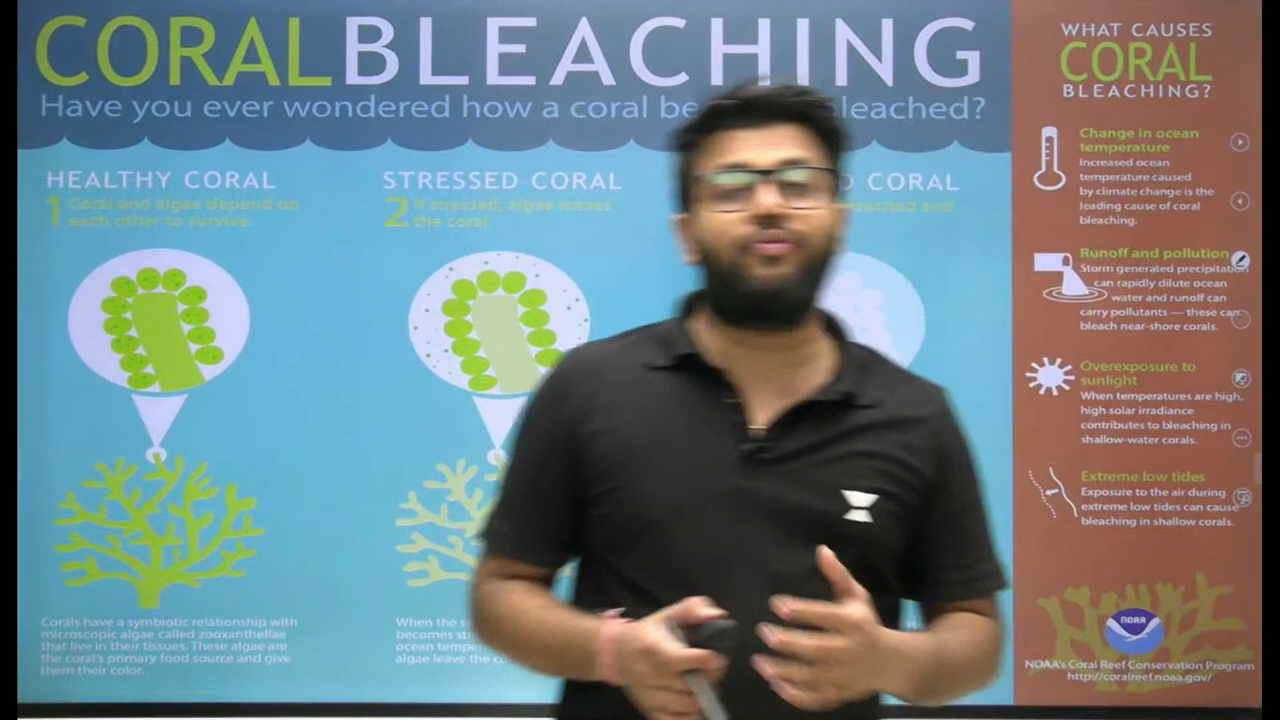 CORALBLEACHING
Have you ever wondered how a coral be leached?
HEALTHY CORAL
1 Coral and algae depend on
each other to survive.
Corals have a symbiotic relationship with
microscopic algae called zooxanthellae
that live in their tissues. These algae are
the coral's primary food source and give
them their color.
STRESSED CORAL
2 If stressed, algae leaves
the coral.
When the s
becomes st
ocean tempe
algae leave the c
D CORAL
WHAT CAUSES
CORAL
BLEACHING?
Change in ocean
temperature
Increased ocean
temperature caused
by climate change is the
leading cause of coral
bleaching.
Runoff and pollution
Storm generated precipitation
can rapidly dilute ocean
water and runoff can
carry pollutants — these can
bleach near-shore corals.
Overexposure to
sunlight
When temperatures are high,
high solar irradiance
contributes to bleaching in
shallow-water corals.
Extreme low tides
Exposure to the air during
extreme low tides can cause
bleaching in shallow corals.
NOAA
NOAA's Coral Reef Conservation Program
http://coralreef.noaa.gov/